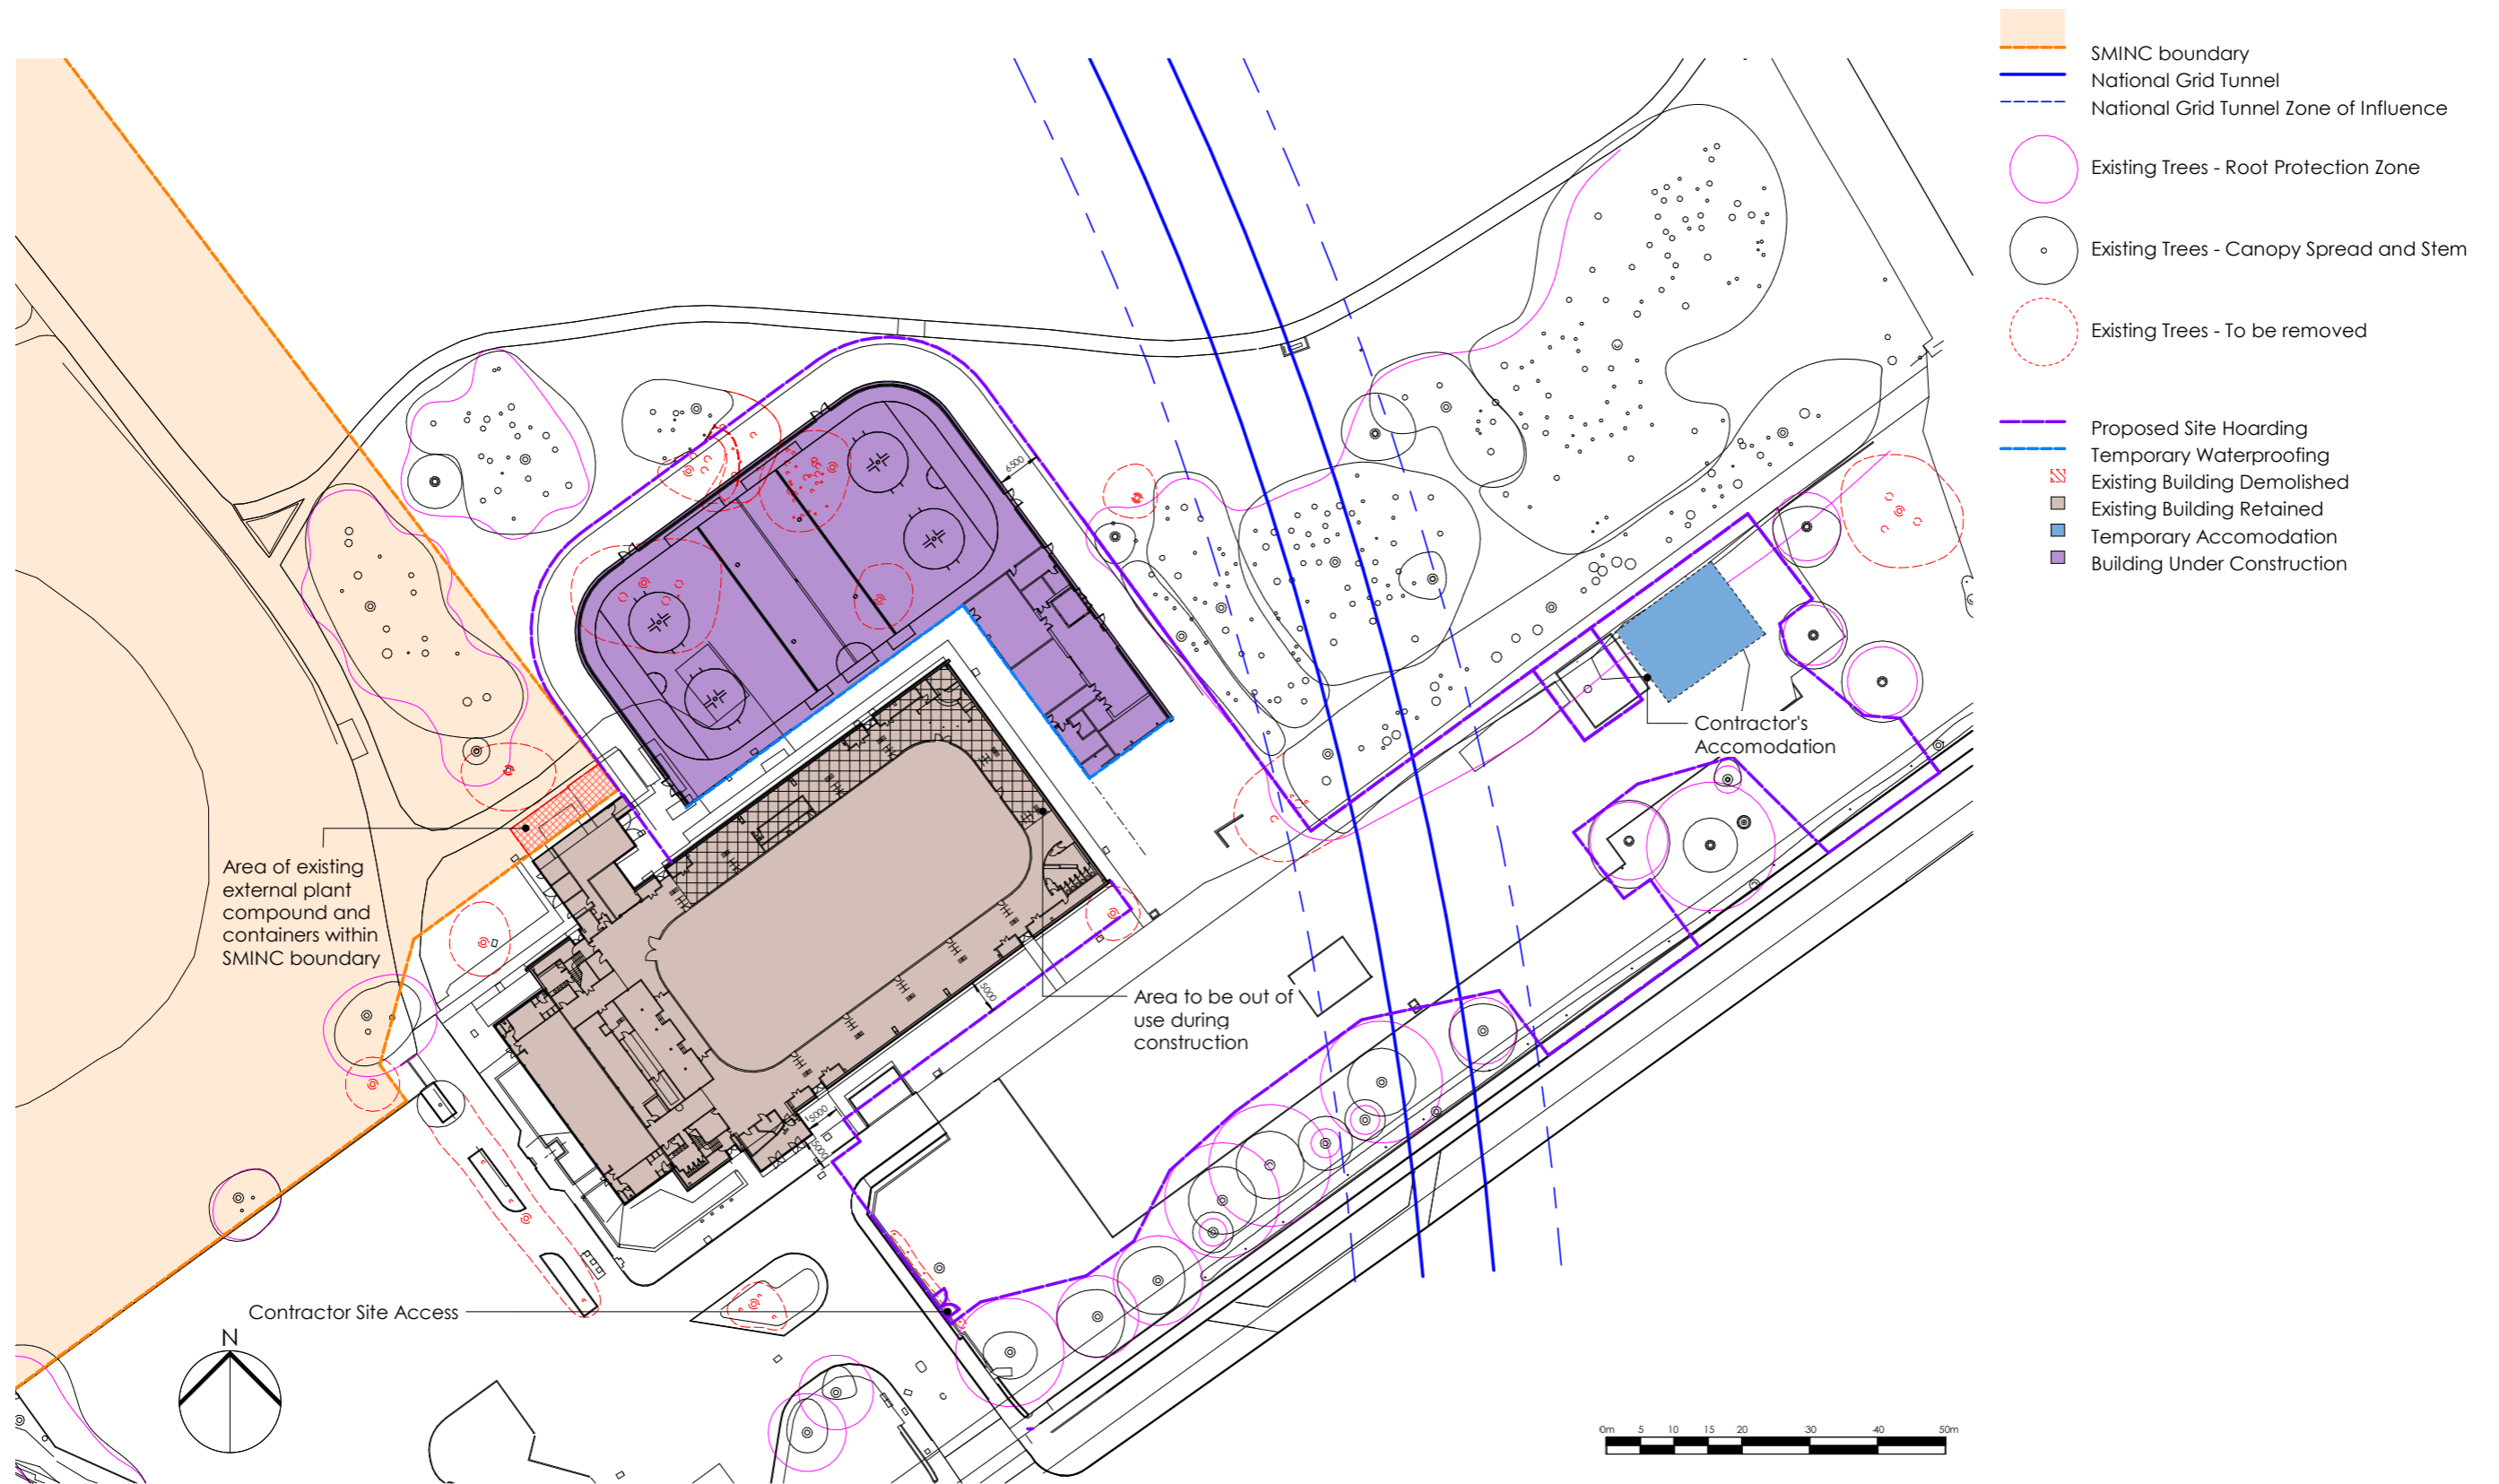 SMINC boundary
National Grid Tunnel
National Grid Tunnel Zone of Influence
Existing Trees - Root Protection Zone
Existing Trees - Canopy Spread and Stem
Existing Trees - To be removed
Proposed Site Hoarding
Temporary Waterproofing
Existing Building Demolished
Existing Building Retained
Temporary Accomodation
Building Under Construction
6500
Contractor's
Accomodation
Area of existing
external plant
compound and
containers within
SMINC boundary
5000
Area to be out of
use during
construction
5000
5000
Contractor Site Access
N
0m 5 10 15 20 30 40 50m